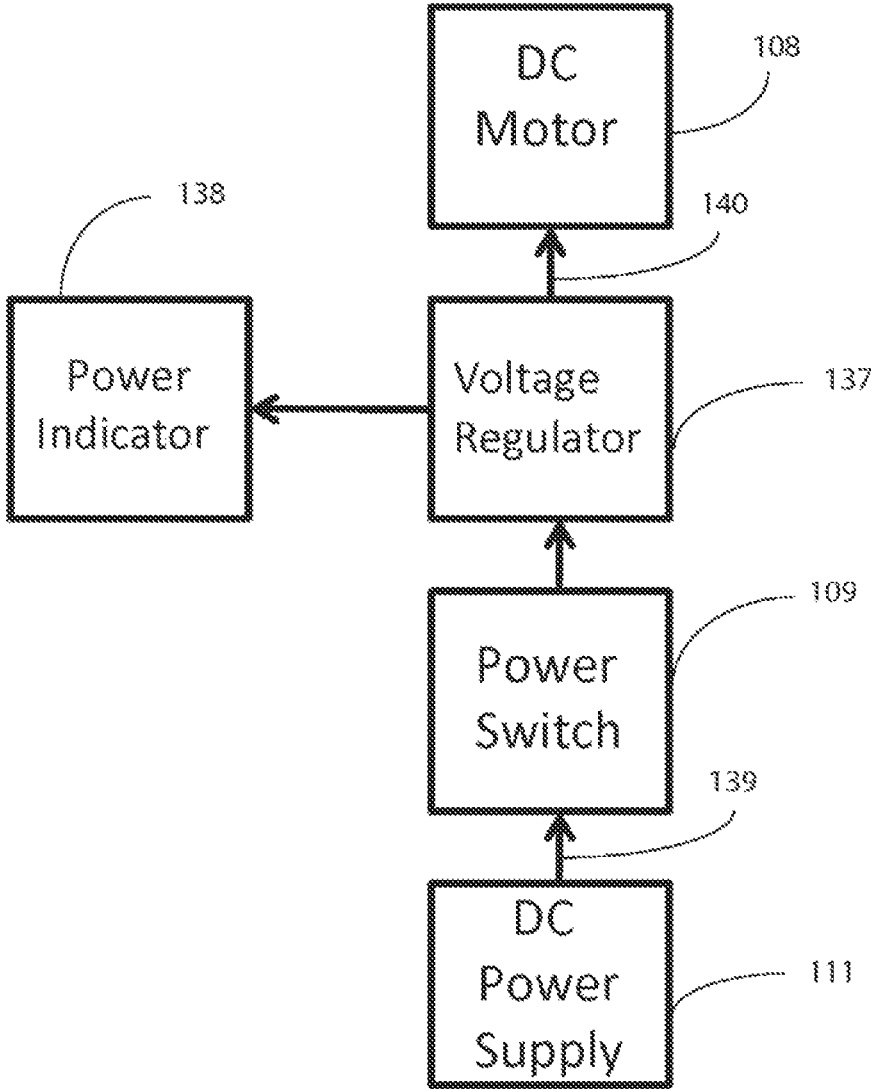 DC
Motor
108
140
138
Power
Indicator
Voltage
Regulator
137
109
Power
Switch
139
DC
Power
Supply
111